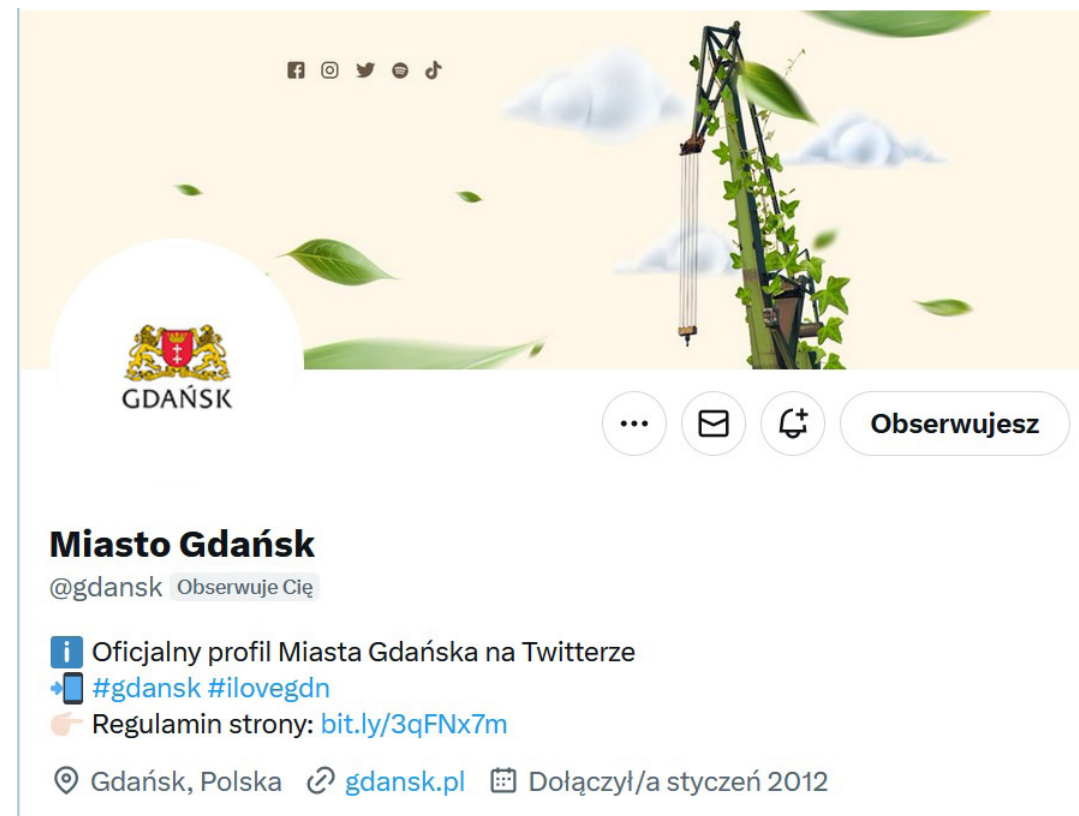 GDAŃSK
Obserwujesz
Miasto Gdańsk
@gdansk Obserwuje Cię
Oficjalny profil Miasta Gdańska na Twitterze
#gdansk #ilovegdn
Regulamin strony: bit.ly/3qFNx7m
Gdańsk, Polska gdansk.pl Dołączył/a styczeń 2012